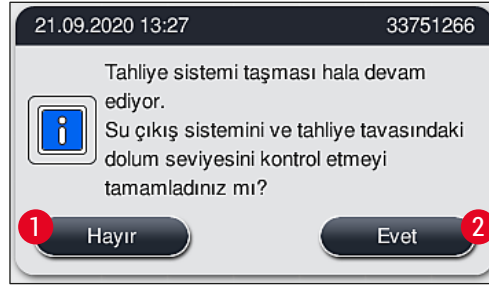 21.09.2020 13:27 33751266
Tahliye sistemi taşması hala devam
ediyor.
Su çıkış sistemini ve tahliye tavasındaki
dolum seviyesini kontrol etmeyi
tamamladınız mı?
1 Hayır Evet 2